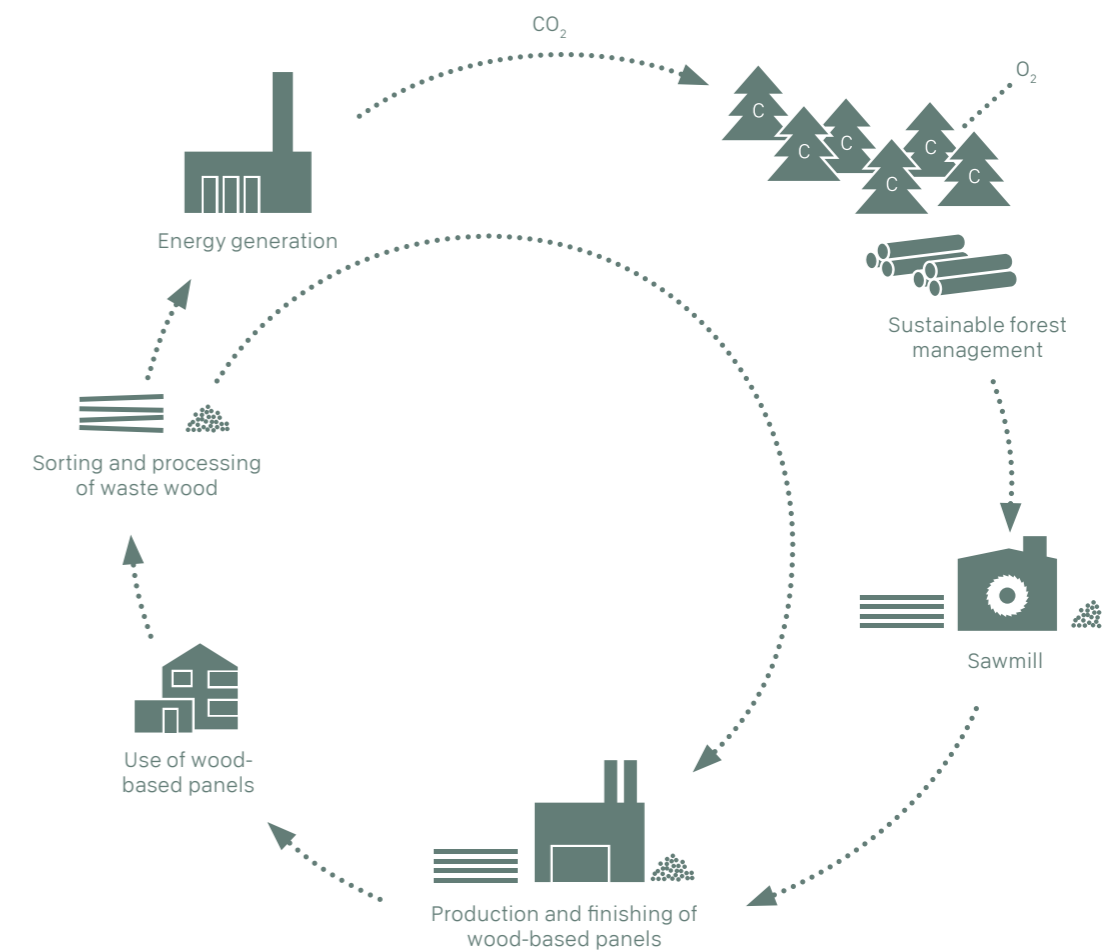 CO₂
O₂
C
C
C
C
C
C
Energy generation
Sustainable forest
management
Sorting and processing
of waste wood
Sawmill
Use of wood-
based panels
Production and finishing of
wood-based panels